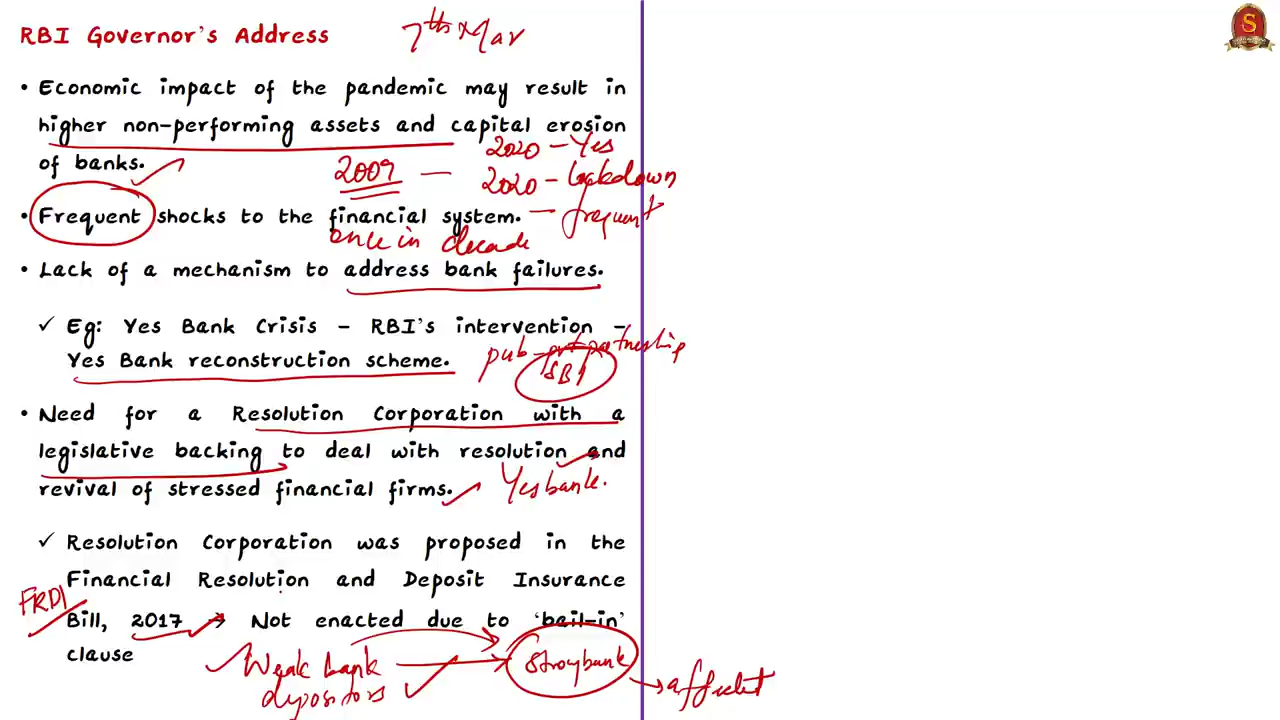 RBI Governor's Address 7th Mar
• Economic impact of the pandemic may result in
higher non-performing assets and capital erosion
of banks.
2020 - Yes
2009 — 2020 - lockdown
• Frequent shocks to the financial system. — frequent
once in decade
• Lack of a mechanism to address bank failures.
✓ Eg: Yes Bank Crisis - RBI's intervention -
Yes Bank reconstruction scheme.
partnership
SBI
• Need for a Resolution Corporation with a
legislative backing to deal with resolution and
revival of stressed financial firms. Yes bank.
✓ Resolution Corporation was proposed in the
Financial Resolution and Deposit Insurance
FRDI
Bill, 2017 → Not enacted due to 'bail-in'
clause
Weak bank
depositors
S